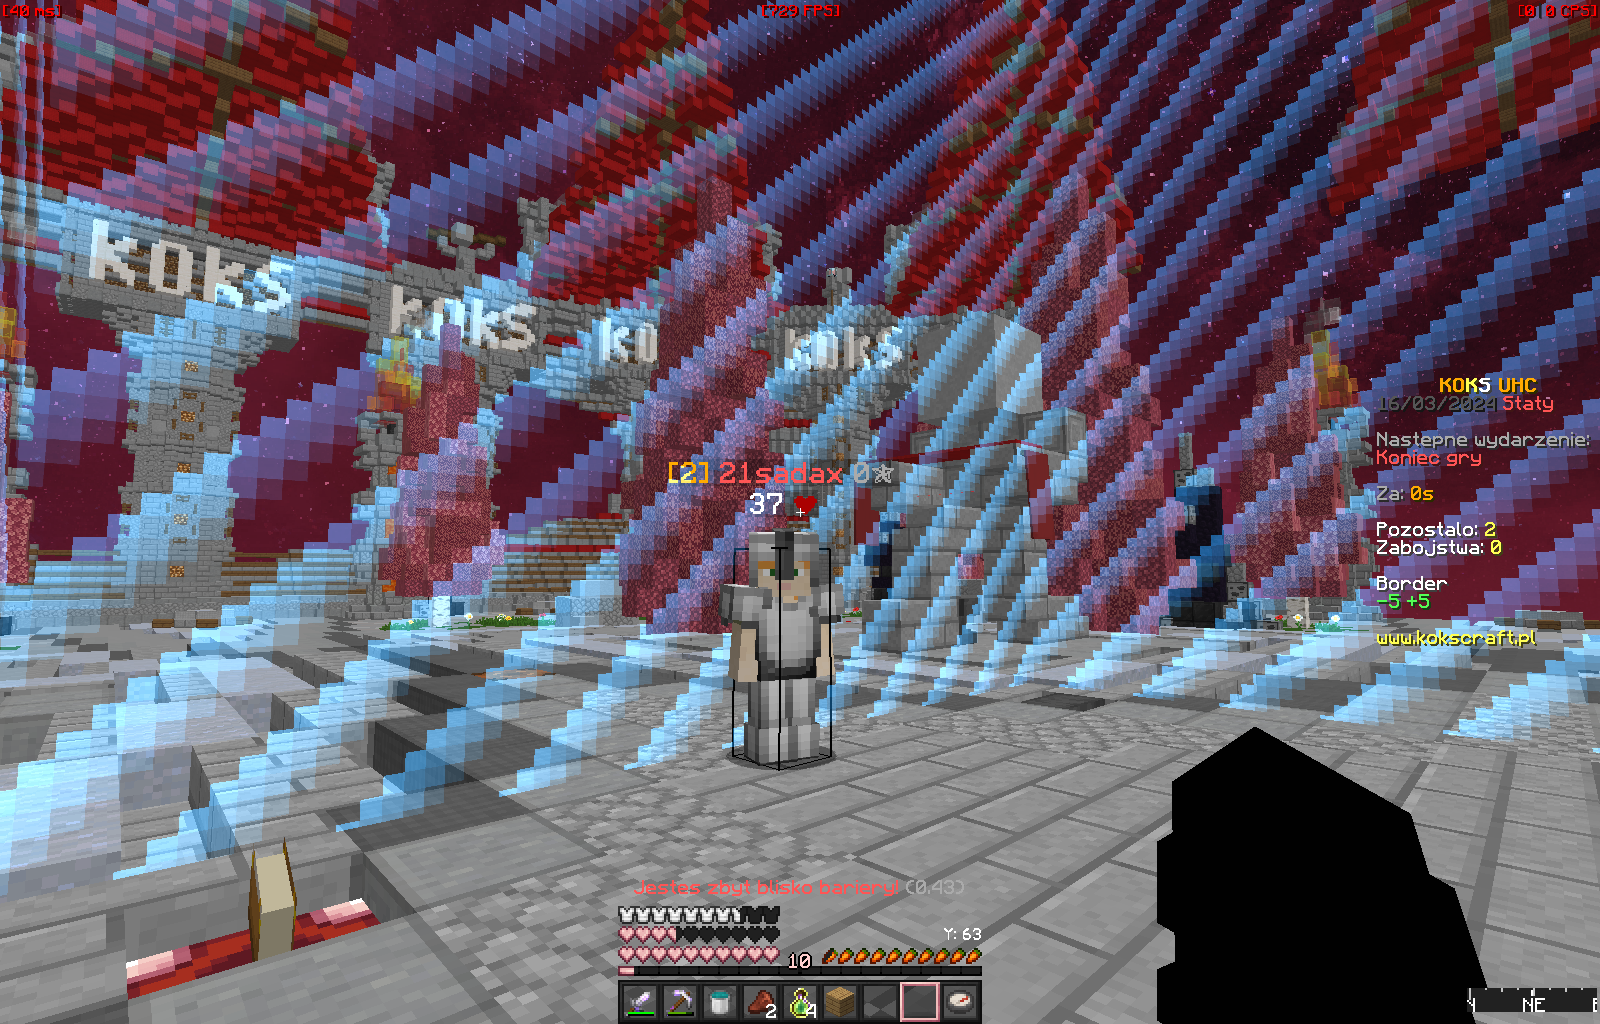 [40 ms]
[729 FPS]
[0|0 CPS]
KOKS
KOKS
KO
KOKS
[2] 21sadax 0
37
KOKS UHC
16/03/2024 Staty
Nastepne wydarzenie:
Koniec gry
Za: 0s
Pozostalo: 2
Zabojstwa: 0
Border
-5 +5
www.kokscraft.pl
Jestes zbyt blisko bariery! (0.43)
Y: 63
10
2
4
NE